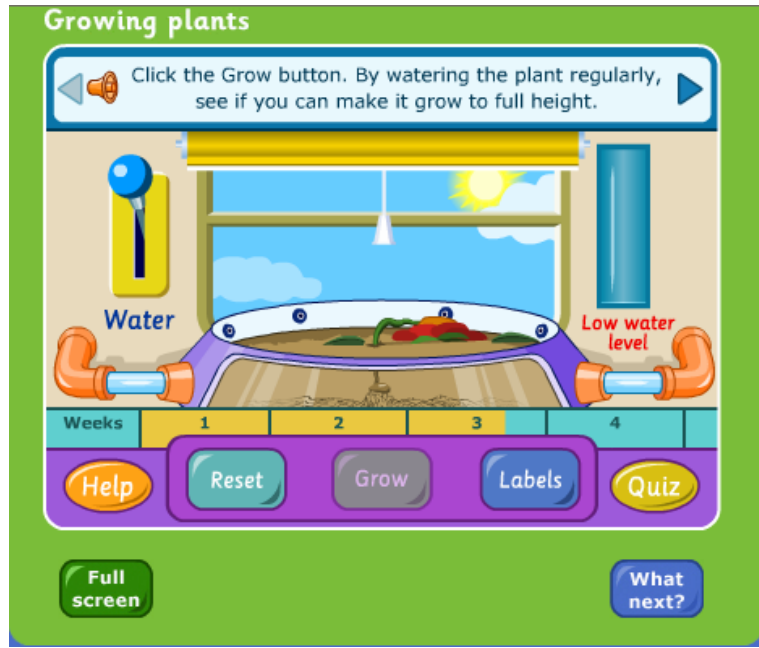 Growing plants
Click the Grow button. By watering the plant regularly,
see if you can make it grow to full height.
Water
Low water
level
Weeks 1 2 3 4
Help
Reset
Grow
Labels
Quiz
Full
screen
What
next?